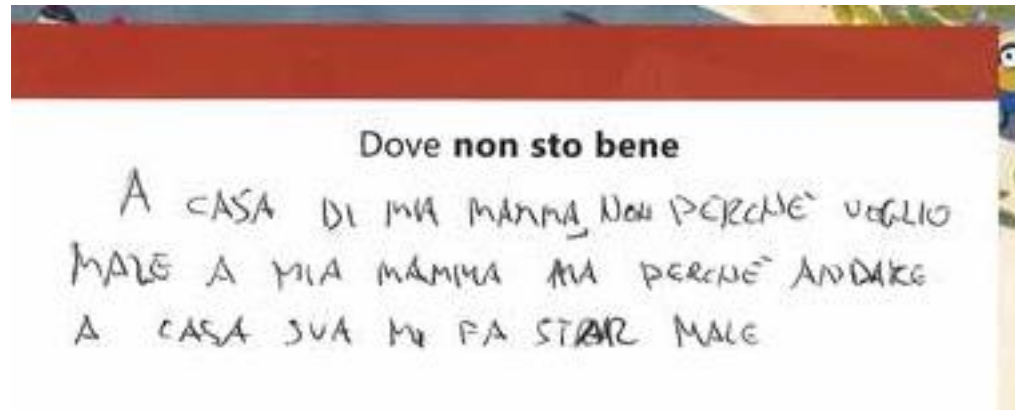 Dove non sto bene
A CASA DI MIA MAMMA, NON PERCHÈ VOGLIO
MALE A MIA MAMMA MA PERCHÈ ANDARE
A CASA SUA MI FA STAR MALE